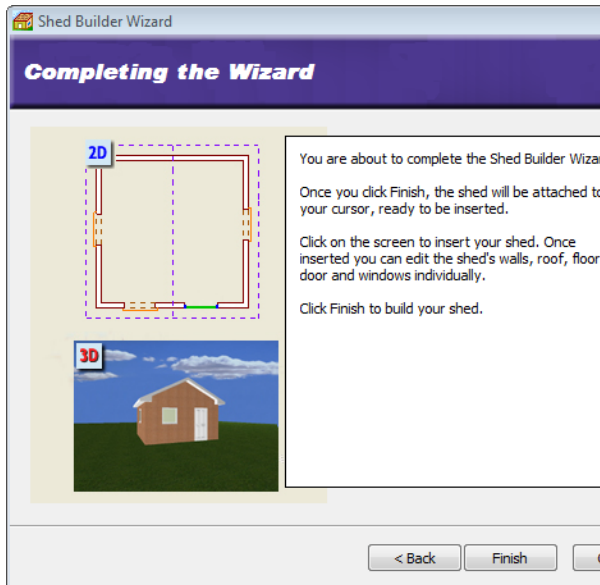 Shed Builder Wizard
Completing the Wizard
2D
You are about to complete the Shed Builder
Once you click Finish, the shed will be attached to
your cursor, ready to be inserted.
Click on the screen to insert your shed. Once
inserted you can edit the shed's walls, roof, floor
door and windows individually.
Click Finish to build your shed.
3D
< Back
Finish